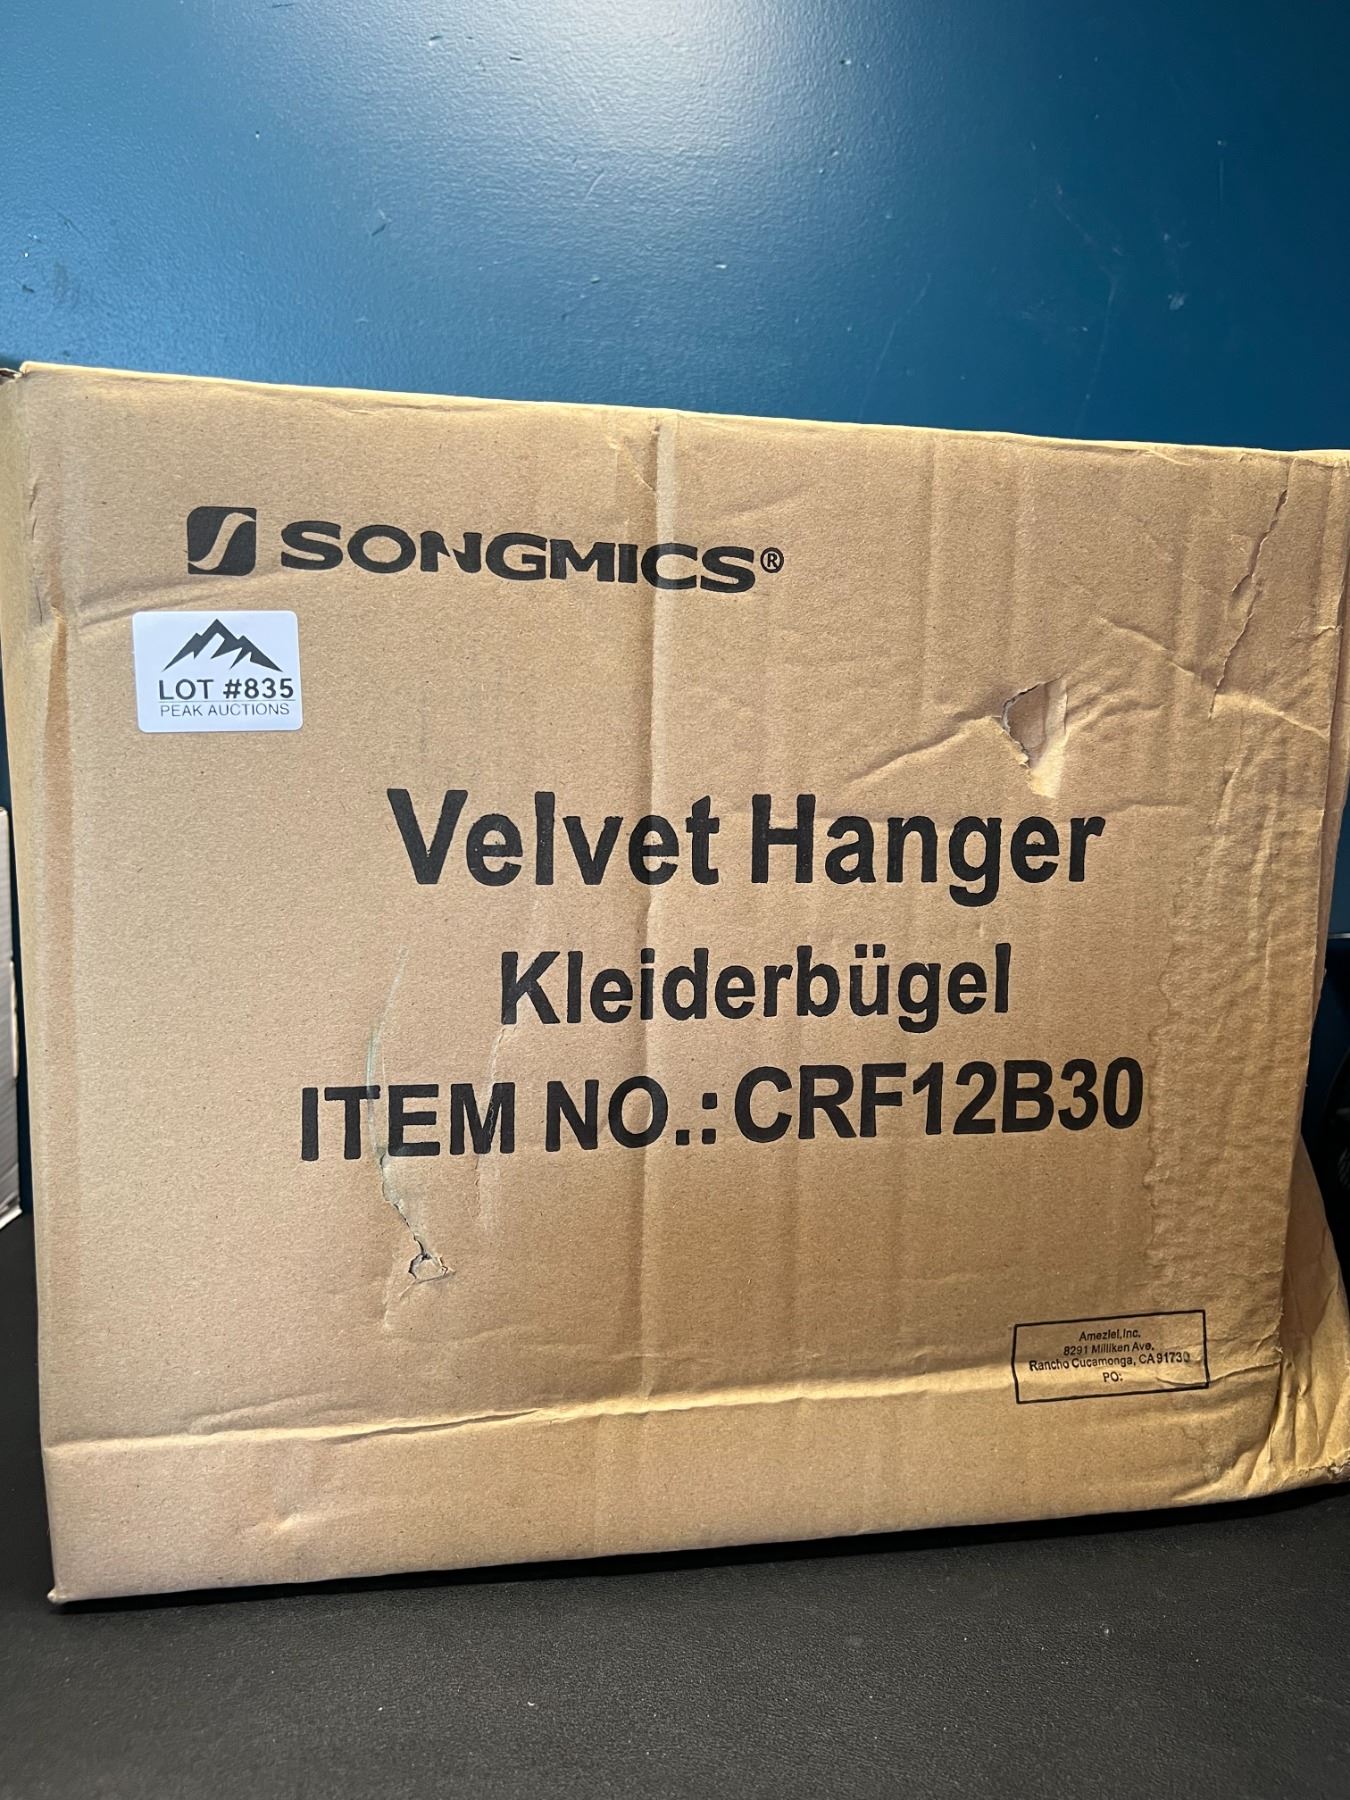 SONGMICS®
LOT #835
PEAK AUCTIONS
Velvet Hanger
Kleiderbügel
ITEM NO.: CRF12B30
Ameziel,Inc.
8291 Milliken Ave.
Rancho Cucamonga, CA 91730
PO: